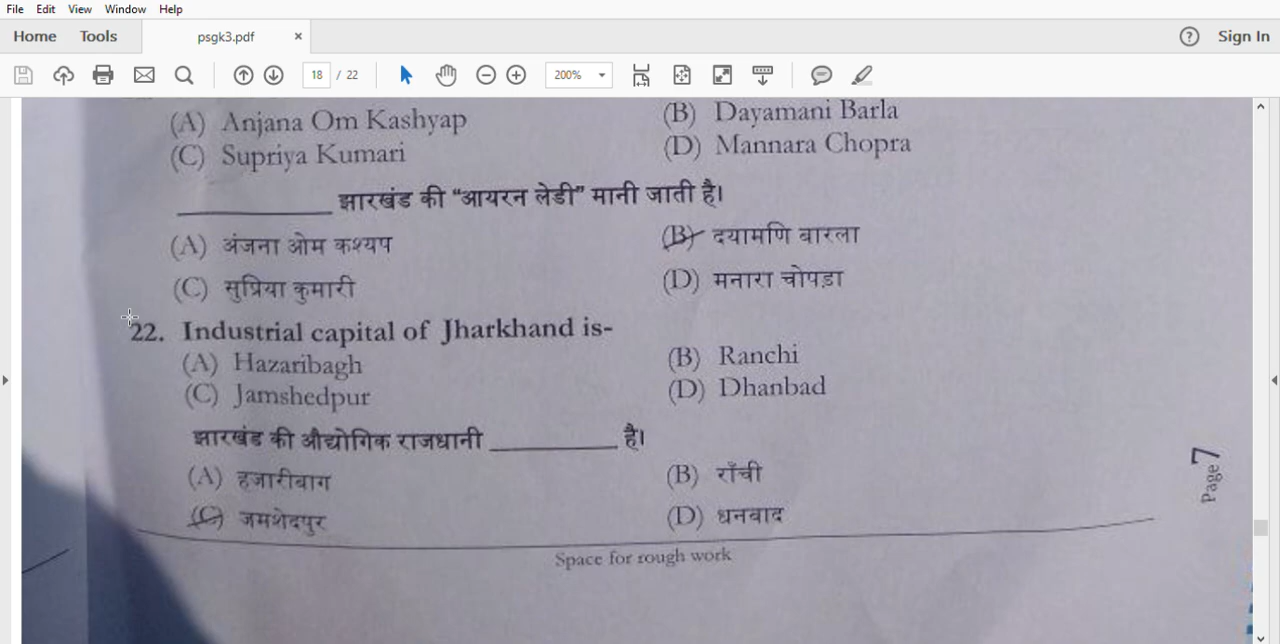 File Edit View Window Help
Home Tools psgk3.pdf × ? Sign In
18 / 22 200%
(A) Anjana Om Kashyap (B) Dayamani Barla
(C) Supriya Kumari (D) Mannara Chopra
____________ झारखंड की “आयरन लेडी” मानी जाती है।
(A) अंजना ओम कश्यप (B) दयामणि बारला
(C) सुप्रिया कुमारी (D) मनारा चोपड़ा
22. Industrial capital of Jharkhand is-
(A) Hazaribagh (B) Ranchi
(C) Jamshedpur (D) Dhanbad
झारखंड की औद्योगिक राजधानी __________ है।
(A) हजारीबाग (B) राँची
(C) जमशेदपुर (D) धनबाद
Page 7
Space for rough work